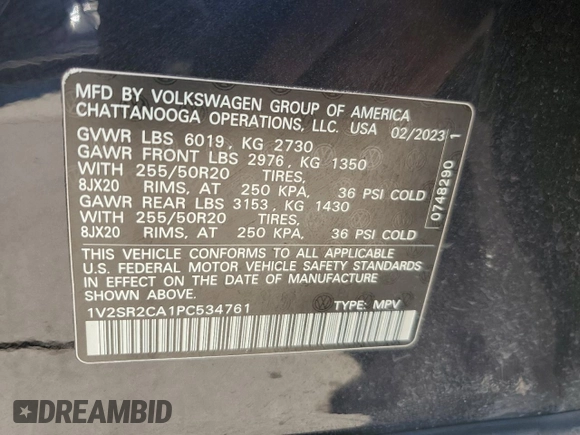 MFD BY VOLKSWAGEN GROUP OF AMERICA
CHATTANOOGA OPERATIONS, LLC. USA 02/2023
GVWR LBS 6019, KG 2730
GAWR FRONT LBS 2976, KG 1350
WITH 255/50R20 TIRES,
8JX20 RIMS, AT 250 KPA, 36 PSI COLD
GAWR REAR LBS 3153, KG 1430
WITH 255/50R20 TIRES,
8JX20 RIMS, AT 250 KPA, 36 PSI COLD
THIS VEHICLE CONFORMS TO ALL APPLICABLE
U.S. FEDERAL MOTOR VEHICLE SAFETY STANDARDS
IN EFFECT ON THE DATE OF MANUFACTURE
SHOWN ABOVE.
1V2SR2CA1PC534761 TYPE: MPV
0748290 1
DREAMBID